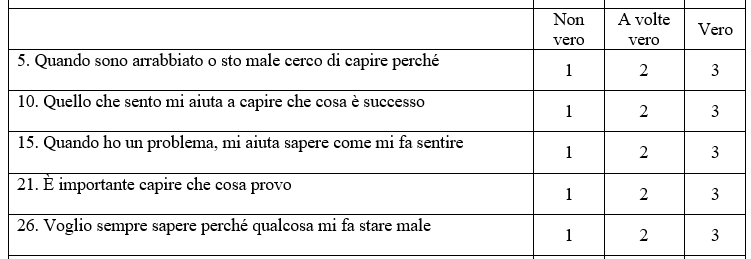 Non vero A volte vero Vero
5. Quando sono arrabbiato o sto male cerco di capire perché 1 2 3
10. Quello che sento mi aiuta a capire che cosa è successo 1 2 3
15. Quando ho un problema, mi aiuta sapere come mi fa sentire 1 2 3
21. È importante capire che cosa provo 1 2 3
26. Voglio sempre sapere perché qualcosa mi fa stare male 1 2 3